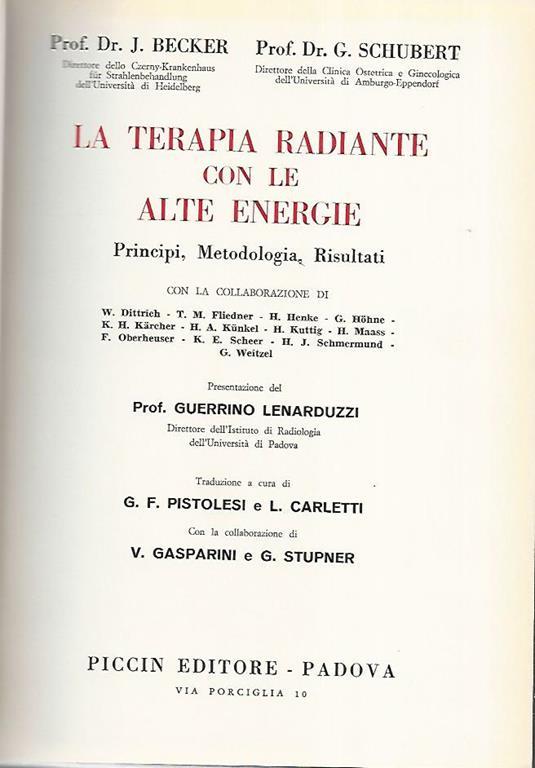 Prof. Dr. J. BECKER
Direttore dello Czerny-Krankenhaus
für Strahlenbehandlung
dell'Università di Heidelberg
Prof. Dr. G. SCHUBERT
Direttore della Clinica Ostetrica e Ginecologica
dell'Università di Amburgo-Eppendorf
LA TERAPIA RADIANTE
CON LE
ALTE ENERGIE
Principi, Metodologia, Risultati
CON LA COLLABORAZIONE DI
W. Dittrich - T. M. Fliedner - H. Henke - G. Höhne -
K. H. Kärcher - H. A. Künkel - H. Kuttig - H. Maass -
F. Oberheuser - K. E. Scheer - H. J. Schmermund -
G. Weitzel
Presentazione del
Prof. GUERRINO LENARDUZZI
Direttore dell'Istituto di Radiologia
dell'Università di Padova
Traduzione a cura di
G. F. PISTOLESI e L. CARLETTI
Con la collaborazione di
V. GASPARINI e G. STUPNER
PICCIN EDITORE - PADOVA
VIA PORCIGLIA 10